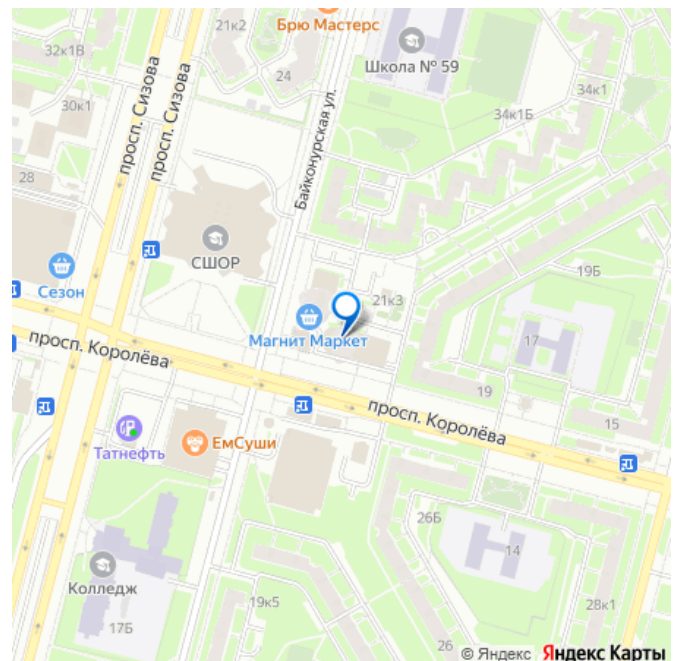 21к2
Брю Мастерс
32к1В
24
Школа № 59
30к1
34к1
34к1Б
просп. Сизова
просп. Сизова
Байконурская ул.
28
СШОР
19Б
Сезон
21к3
Магнит Маркет
17
просп. Королёва
19
просп. Королёва
15
ЕмСуши
Татнефть
26Б
14
Колледж
19к5
28к1
17Б
26
© Яндекс Яндекс Карты